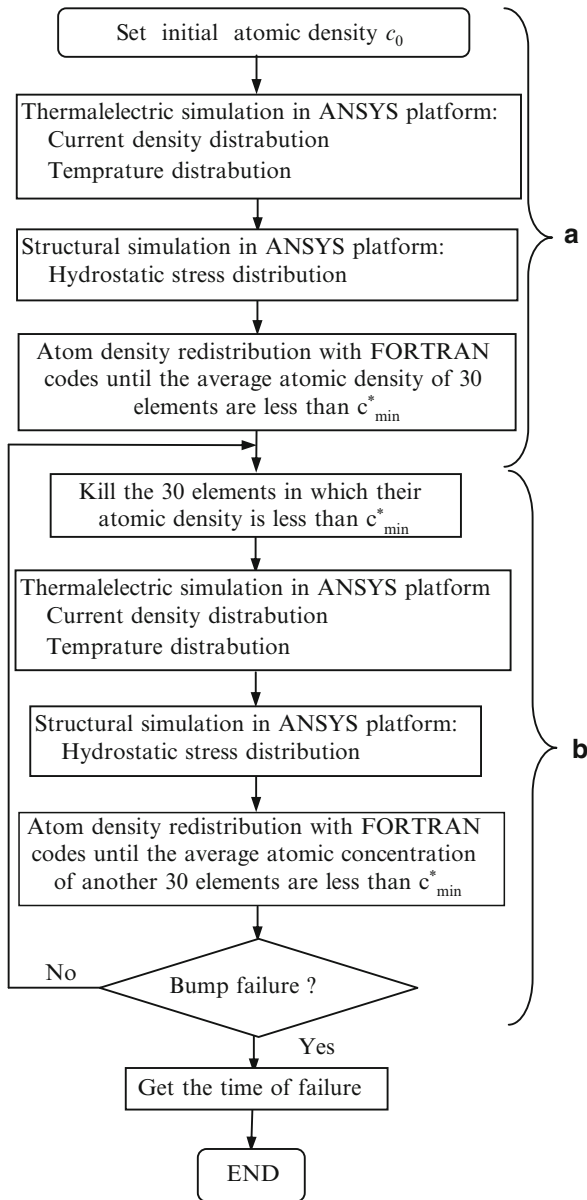 Set initial atomic density c₀
Thermalelectric simulation in ANSYS platform:
Current density distrabution
Temprature distrabution
Structural simulation in ANSYS platform:
Hydrostatic stress distribution
Atom density redistribution with FORTRAN
codes until the average atomic density of 30
elements are less than c*min
a
Kill the 30 elements in which their
atomic density is less than c*min
Thermalelectric simulation in ANSYS platform
Current density distrabution
Temprature distrabution
Structural simulation in ANSYS platform:
Hydrostatic stress distribution
Atom density redistribution with FORTRAN
codes until the average atomic concentration
of another 30 elements are less than c*min
b
No
Bump failure ?
Yes
Get the time of failure
END